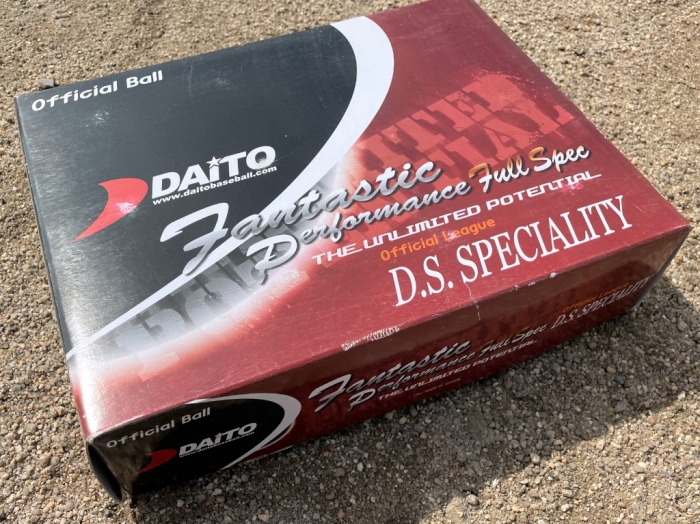 Official Ball
DAiTO
www.daitobaseball.com
Fantastic
Performance Full Spec
THE UNLIMITED POTENTIAL
Official League
D.S. SPECIALITY
Fantastic
Performance Full Spec
D.S. SPECIALITY
THE UNLIMITED POTENTIAL
Official Ball
DAiTO